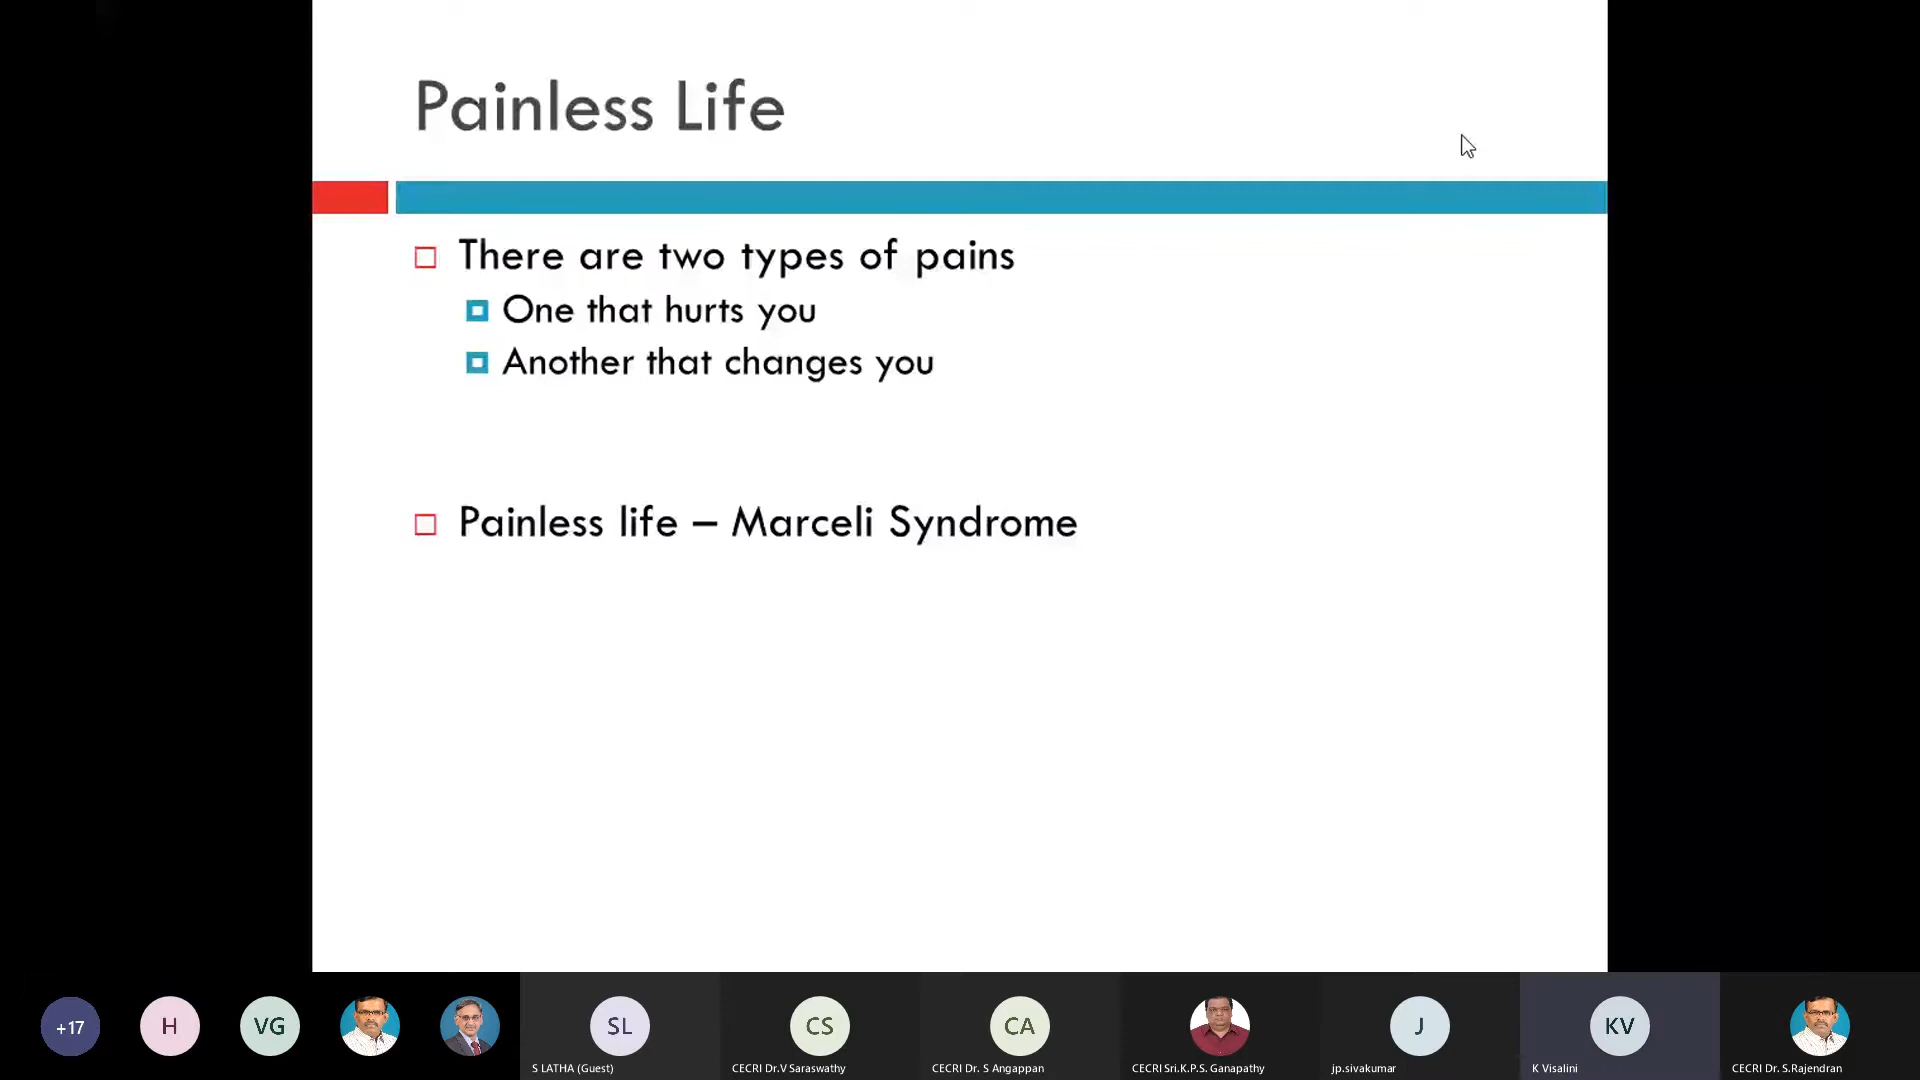 Painless Life
There are two types of pains
One that hurts you
Another that changes you
Painless life – Marceli Syndrome
+17
H
VG
SL
CS
CA
J
KV
S LATHA (Guest)
CECRI Dr.V Saraswathy
CECRI Dr. S Angappan
CECRI Sri.K.P.S. Ganapathy
jp.sivakumar
K Visalini
CECRI Dr. S.Rajendran